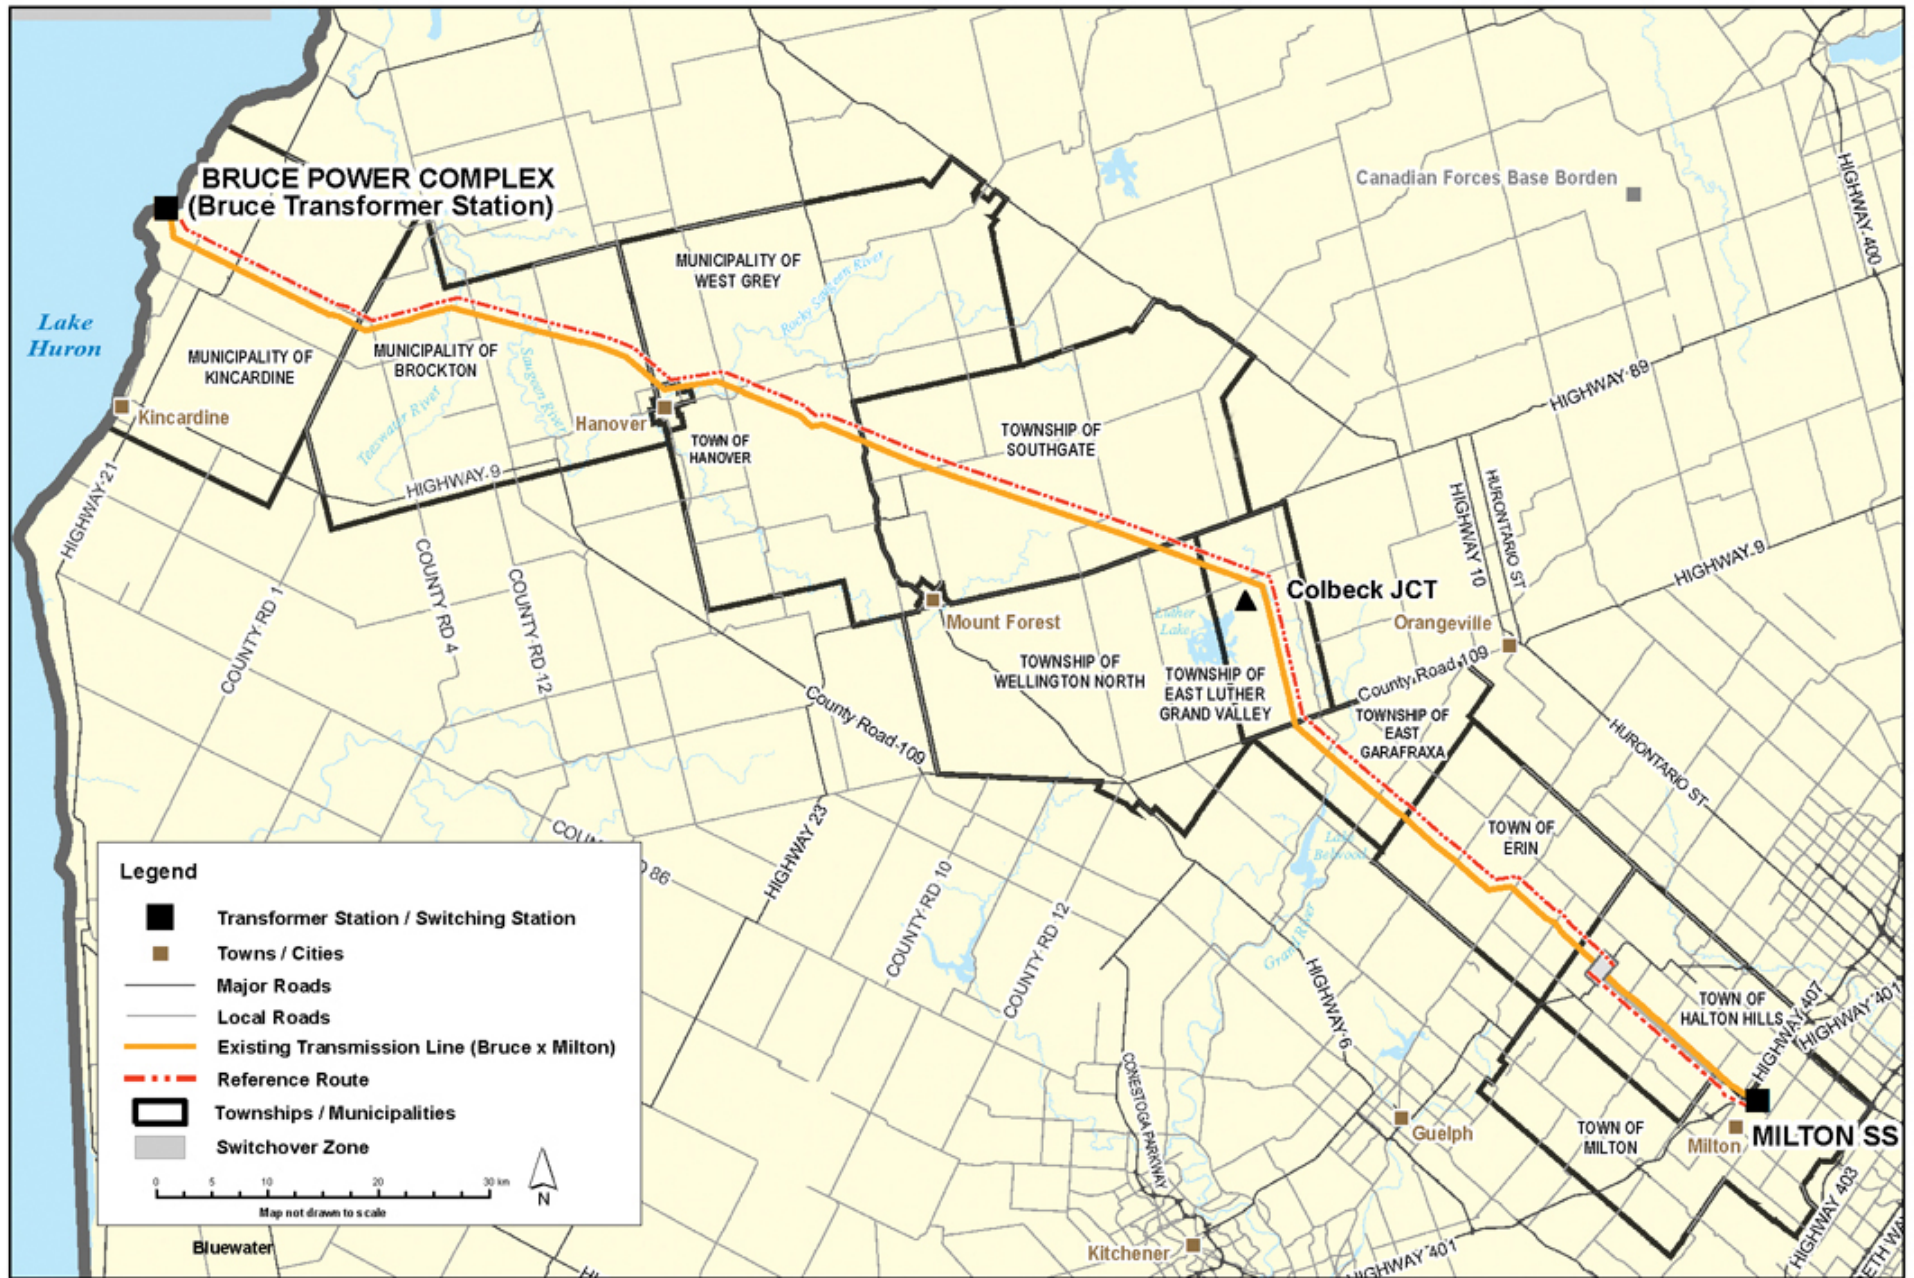 BRUCE POWER COMPLEX
(Bruce Transformer Station)
Canadian Forces Base Borden
HIGHWAY 400
MUNICIPALITY OF
WEST GREY
Rocky Saugeen River
Lake
Huron
MUNICIPALITY OF
KINCARDINE
MUNICIPALITY OF
BROCKTON
Saugeen River
Teeswater River
Kincardine
Hanover
TOWN OF
HANOVER
TOWNSHIP OF
SOUTHGATE
HIGHWAY 89
HIGHWAY 21
HIGHWAY 9
HIGHWAY 10
HURONTARIO ST
HIGHWAY 9
COUNTY RD 1
COUNTY RD 4
COUNTY RD 12
Colbeck JCT
Mount Forest
Luther
Lake
Orangeville
County Road 109
TOWNSHIP OF
WELLINGTON NORTH
TOWNSHIP OF
EAST LUTHER
GRAND VALLEY
TOWNSHIP OF
EAST
GARAFRAXA
County Road 109
HURONTARIO ST
HIGHWAY 23
TOWN OF
ERIN
Lake
Belwood
COUNTY RD 10
COUNTY RD 12
Grand River
HIGHWAY 6
TOWN OF
HALTON HILLS
HIGHWAY 407
HIGHWAY 401
CONESTOGA PARKWAY
Guelph
TOWN OF
MILTON
Milton
MILTON SS
HIGHWAY 403
Kitchener
HIGHWAY 401
Legend
Transformer Station / Switching Station
Towns / Cities
Major Roads
Local Roads
Existing Transmission Line (Bruce x Milton)
Reference Route
Townships / Municipalities
Switchover Zone
0 5 10 20 30 km
N
Map not drawn to scale
Bluewater